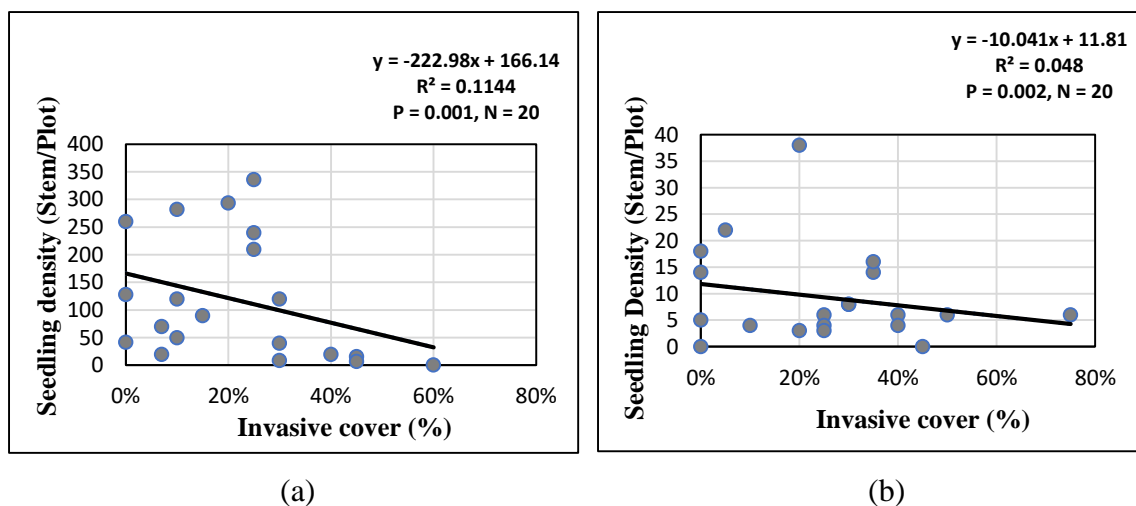 y = -222.98x + 166.14
R² = 0.1144
P = 0.001, N = 20
Seedling density (Stem/Plot)
400
350
300
250
200
150
100
50
0
0% 20% 40% 60% 80%
Invasive cover (%)
(a)
y = -10.041x + 11.81
R² = 0.048
P = 0.002, N = 20
Seedling Density (Stem/Plot)
40
35
30
25
20
15
10
5
0
0% 20% 40% 60% 80%
Invasive cover (%)
(b)